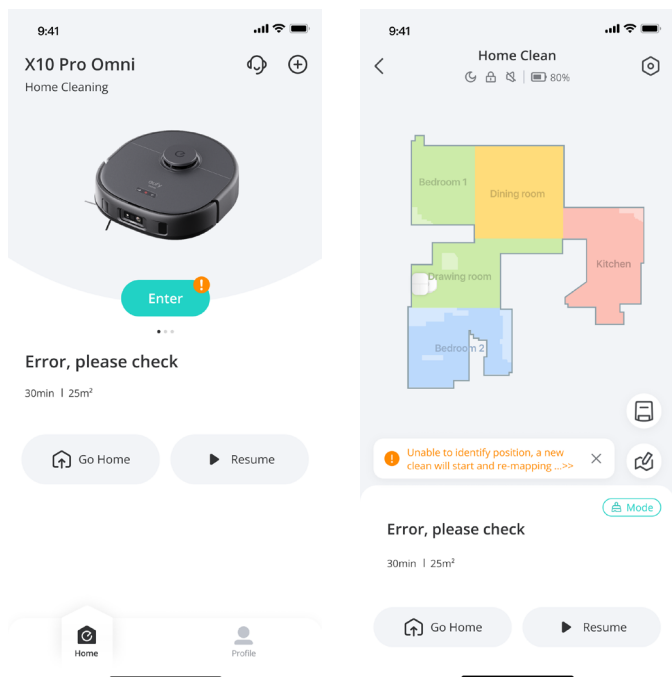 9:41
X10 Pro Omni
Home Cleaning
eufy
Enter
!
Error, please check
30min | 25m²
Go Home
Resume
Home
Profile
9:41
Home Clean
80%
Bedroom 1
Dining room
Kitchen
Drawing room
Bedroom 2
! Unable to identify position, a new
clean will start and re-mapping ...>>
Mode
Error, please check
30min | 25m²
Go Home
Resume